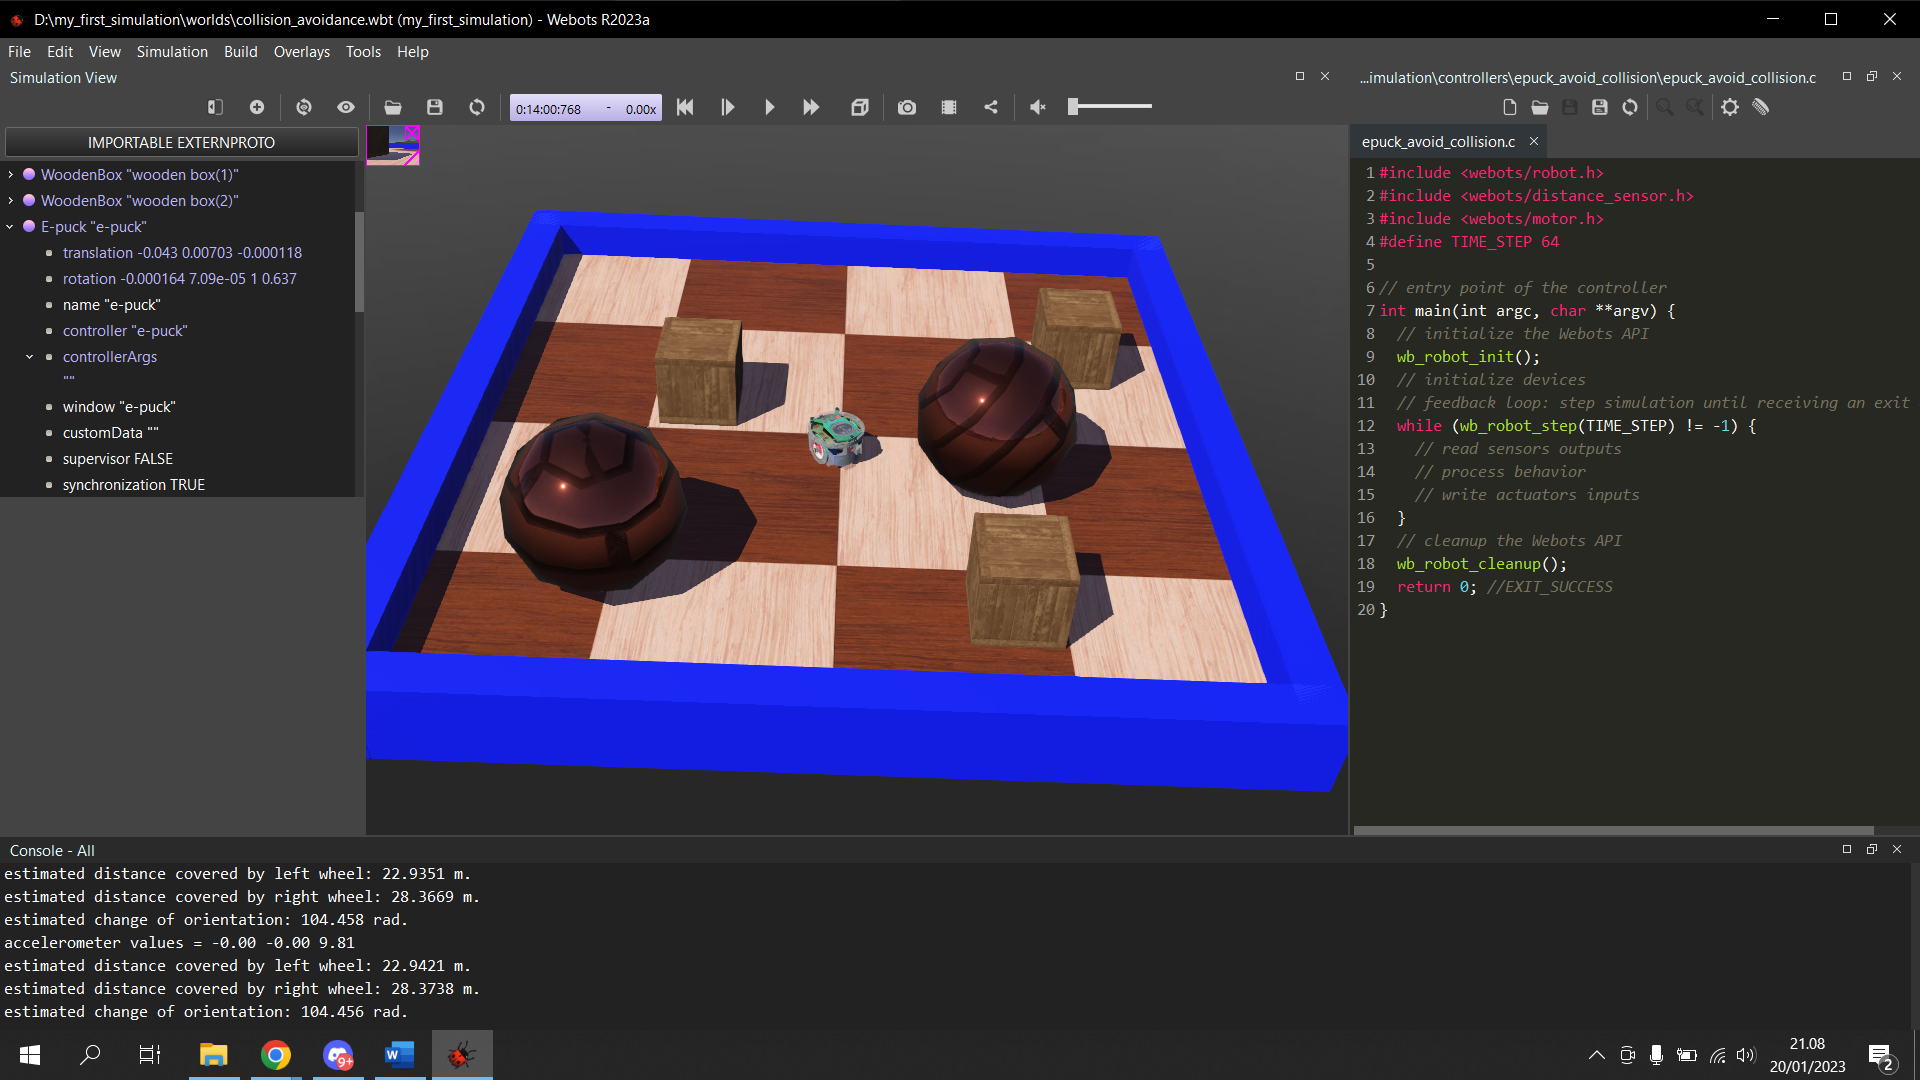 D:\my_first_simulation\worlds\collision_avoidance.wbt (my_first_simulation) - Webots R2023a
File Edit View Simulation Build Overlays Tools Help
Simulation View
...imulation\controllers\epuck_avoid_collision\epuck_avoid_collision.c
0:14:00:768 - 0.00x
IMPORTABLE EXTERNPROTO
WoodenBox "wooden box(1)"
WoodenBox "wooden box(2)"
E-puck "e-puck"
translation -0.043 0.00703 -0.000118
rotation -0.000164 7.09e-05 1 0.637
name "e-puck"
controller "e-puck"
controllerArgs
""
window "e-puck"
customData ""
supervisor FALSE
synchronization TRUE
epuck_avoid_collision.c
1 #include <webots/robot.h>
2 #include <webots/distance_sensor.h>
3 #include <webots/motor.h>
4 #define TIME_STEP 64
5
6 // entry point of the controller
7 int main(int argc, char **argv) {
8 // initialize the Webots API
9 wb_robot_init();
10 // initialize devices
11 // feedback loop: step simulation until receiving an exit
12 while (wb_robot_step(TIME_STEP) != -1) {
13 // read sensors outputs
14 // process behavior
15 // write actuators inputs
16 }
17 // cleanup the Webots API
18 wb_robot_cleanup();
19 return 0; //EXIT_SUCCESS
20 }
Console - All
estimated distance covered by left wheel: 22.9351 m.
estimated distance covered by right wheel: 28.3669 m.
estimated change of orientation: 104.458 rad.
accelerometer values = -0.00 -0.00 9.81
estimated distance covered by left wheel: 22.9421 m.
estimated distance covered by right wheel: 28.3738 m.
estimated change of orientation: 104.456 rad.
9+
W
21.08
20/01/2023
2